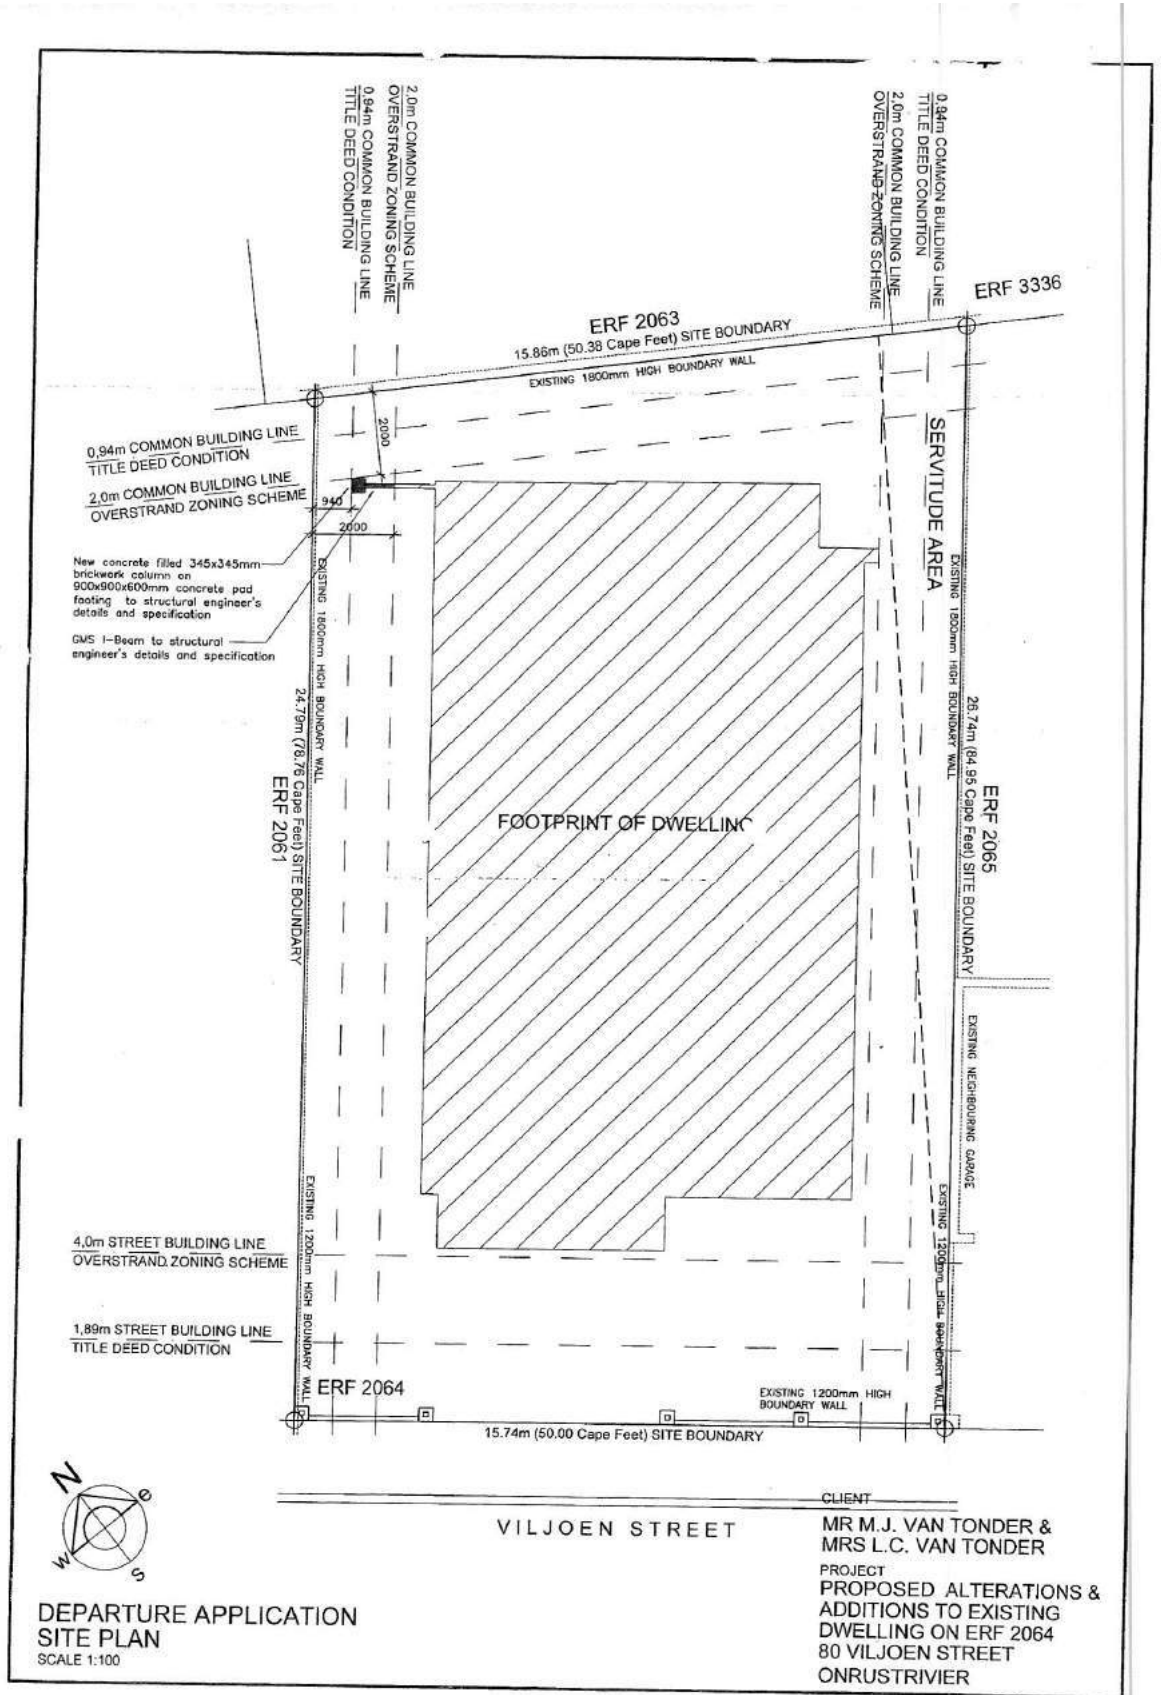 2,0m COMMON BUILDING LINE
OVERSTRAND ZONING SCHEME
0,94m COMMON BUILDING LINE
TITLE DEED CONDITION
0,94m COMMON BUILDING LINE
TITLE DEED CONDITION
2,0m COMMON BUILDING LINE
OVERSTRAND ZONING SCHEME
ERF 3336
ERF 2063
15.86m (50.38 Cape Feet) SITE BOUNDARY
EXISTING 1800mm HIGH BOUNDARY WALL
0,94m COMMON BUILDING LINE
TITLE DEED CONDITION
2,0m COMMON BUILDING LINE
OVERSTRAND ZONING SCHEME
2000
940
2000
SERVITUDE AREA
New concrete filled 345x345mm
brickwork column on
900x900x600mm concrete pad
footing to structural engineer's
details and specification
GMS I-Beam to structural
engineer's details and specification
EXISTING 1800mm HIGH BOUNDARY WALL
24.79m (78.76 Cape Feet) SITE BOUNDARY
ERF 2061
EXISTING 1800mm HIGH BOUNDARY WALL
26.74m (84.95 Cape Feet) SITE BOUNDARY
ERF 2065
FOOTPRINT OF DWELLING
EXISTING NEIGHBOURING GARAGE
EXISTING 1200mm HIGH BOUNDARY WALL
EXISTING 1200mm HIGH BOUNDARY WALL
4,0m STREET BUILDING LINE
OVERSTRAND ZONING SCHEME
1,89m STREET BUILDING LINE
TITLE DEED CONDITION
ERF 2064
EXISTING 1200mm HIGH
BOUNDARY WALL
15.74m (50.00 Cape Feet) SITE BOUNDARY
VILJOEN STREET
N
e
w
s
DEPARTURE APPLICATION
SITE PLAN
SCALE 1:100
CLIENT
MR M.J. VAN TONDER &
MRS L.C. VAN TONDER
PROJECT
PROPOSED ALTERATIONS &
ADDITIONS TO EXISTING
DWELLING ON ERF 2064
80 VILJOEN STREET
ONRUSTRIVIER